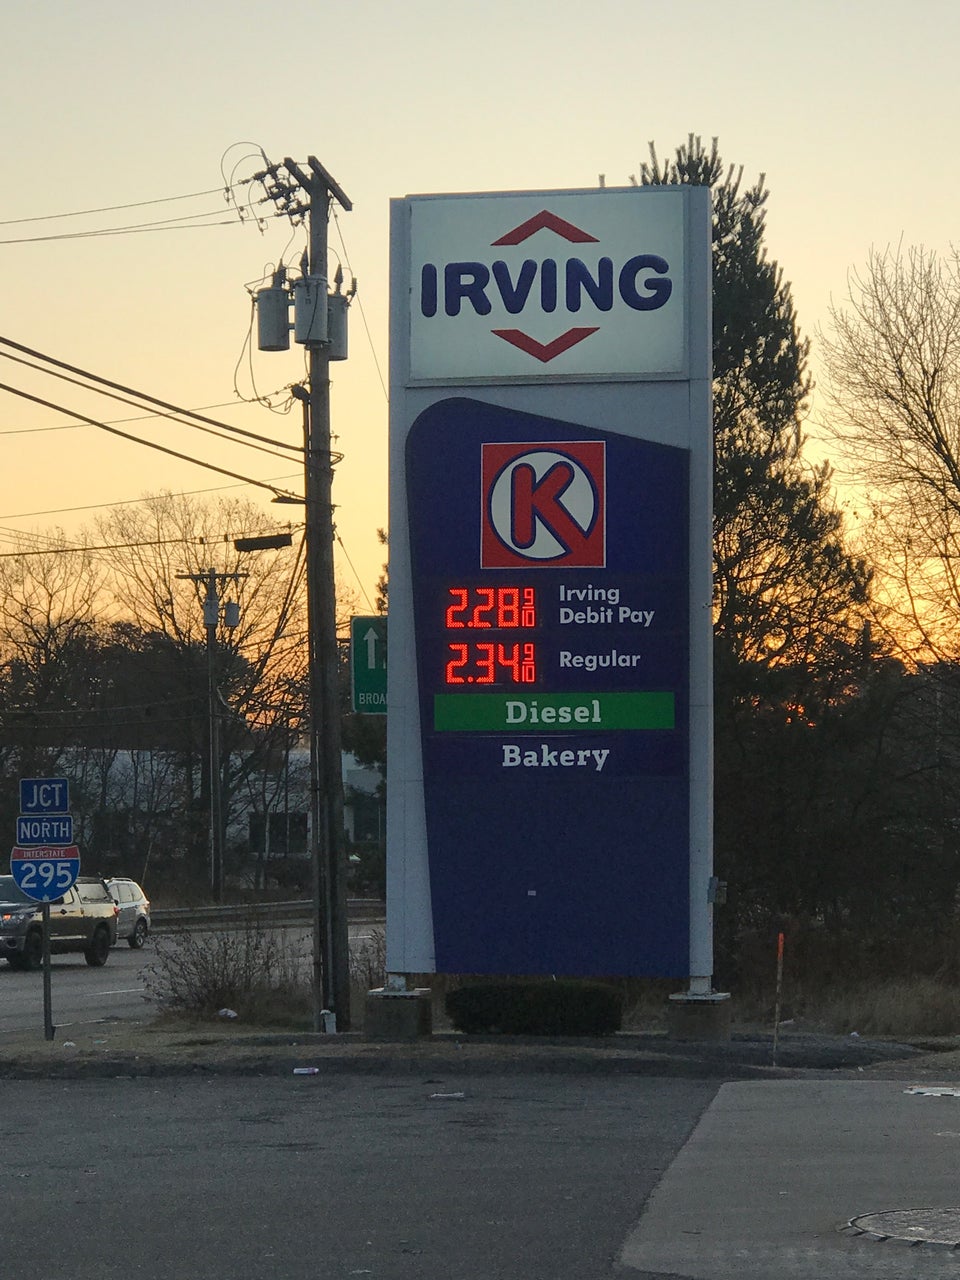 IRVING
K
2.28 9/10 Irving
Debit Pay
2.34 9/10 Regular
Diesel
Bakery
JCT
NORTH
INTERSTATE
295